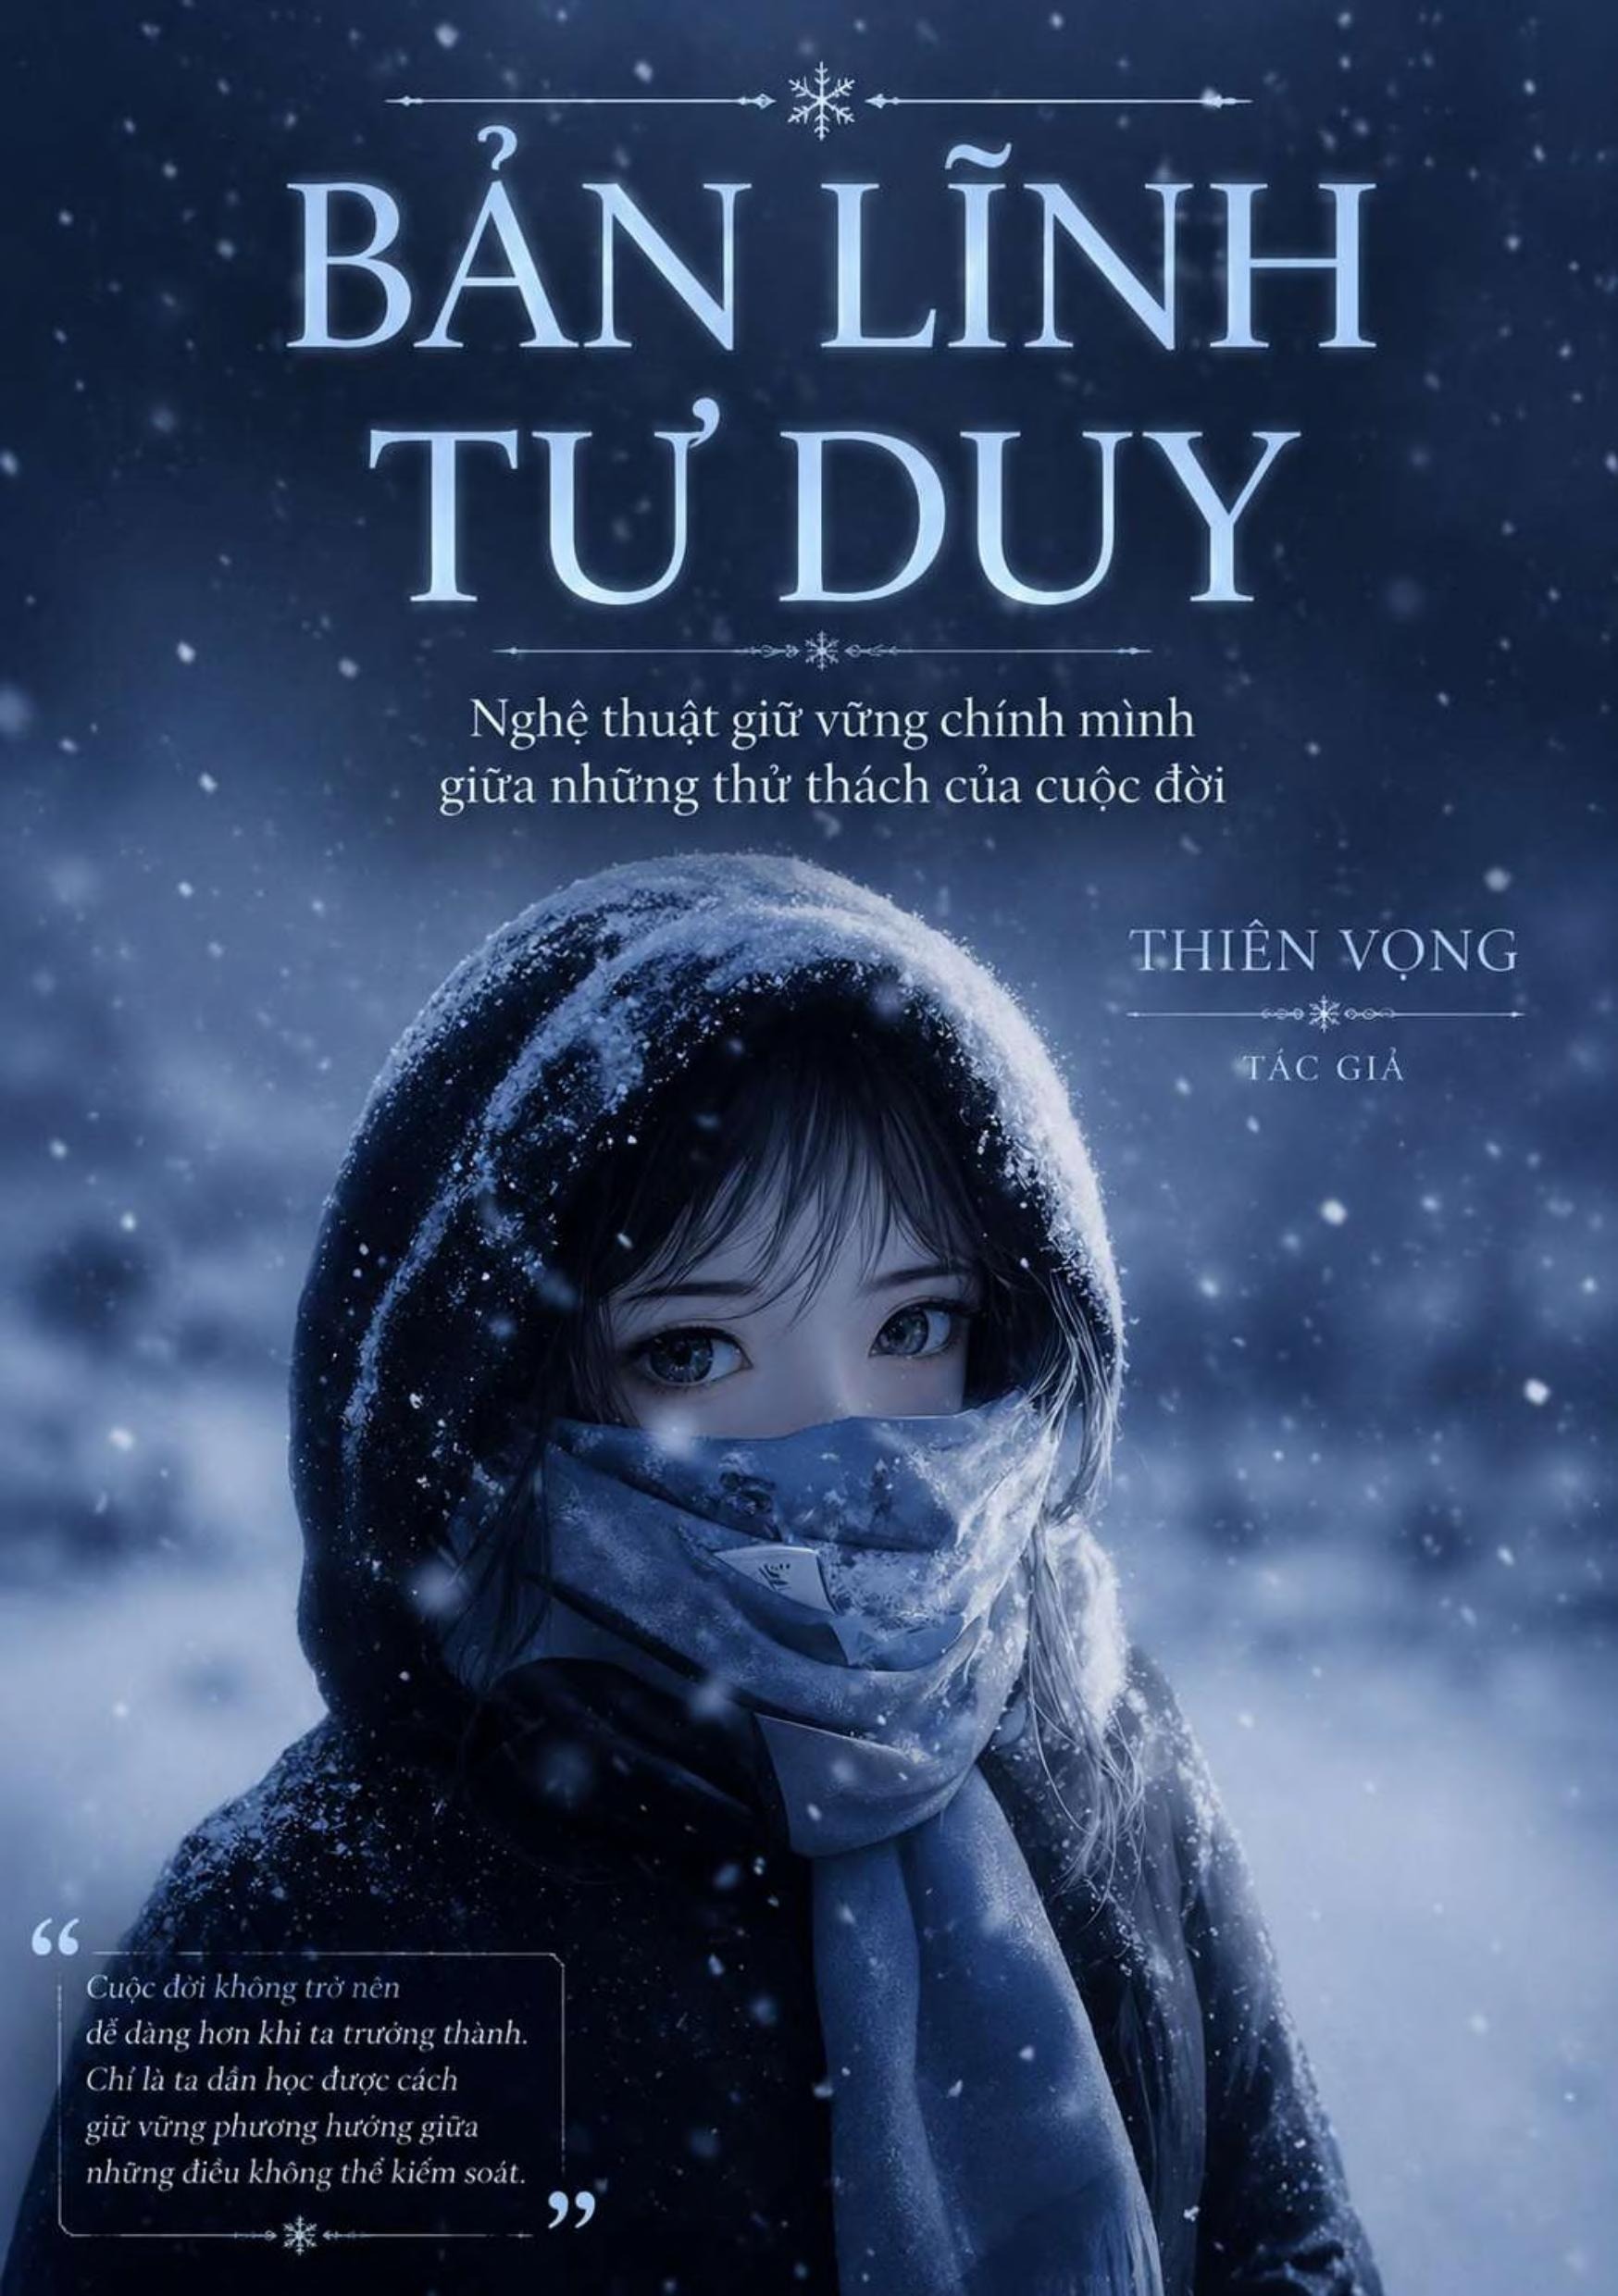 BẢN LĨNH
TƯ DUY
Nghệ thuật giữ vững chính mình
giữa những thử thách của cuộc đời
THIÊN VỌNG
TÁC GIẢ
“
Cuộc đời không trở nên
dễ dàng hơn khi ta trưởng thành.
Chỉ là ta dần học được cách
giữ vững phương hướng giữa
những điều không thể kiểm soát.
”